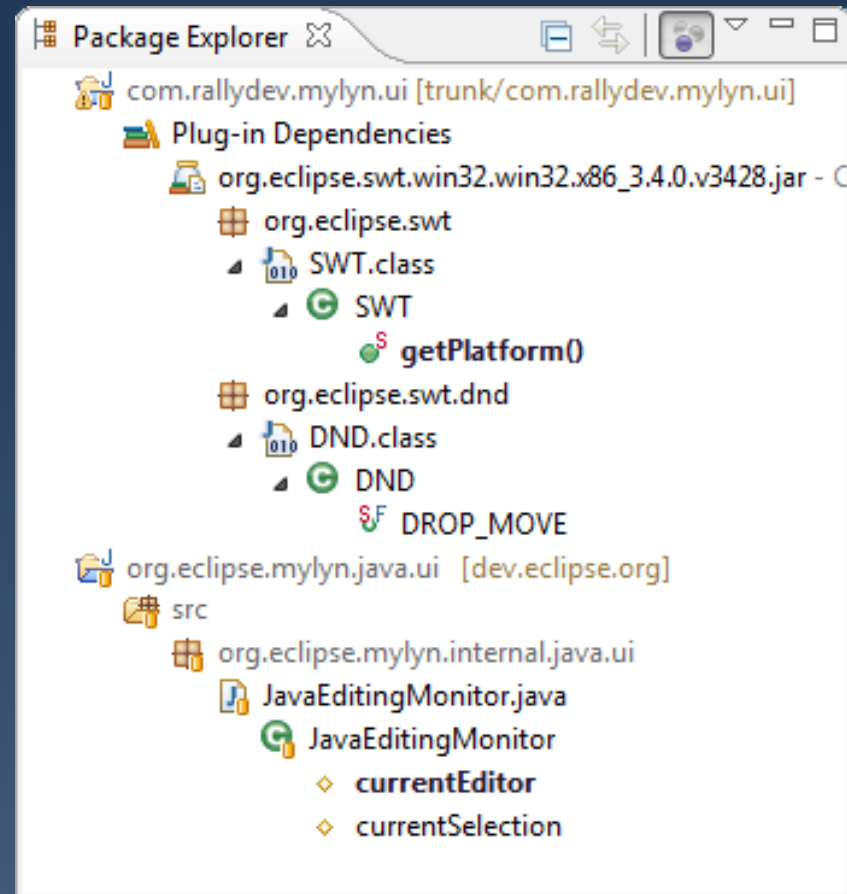 Package Explorer
com.rallydev.mylyn.ui [trunk/com.rallydev.mylyn.ui]
Plug-in Dependencies
org.eclipse.swt.win32.win32.x86_3.4.0.v3428.jar - C
org.eclipse.swt
SWT.class
SWT
getPlatform()
org.eclipse.swt.dnd
DND.class
DND
DROP_MOVE
org.eclipse.mylyn.java.ui [dev.eclipse.org]
src
org.eclipse.mylyn.internal.java.ui
JavaEditingMonitor.java
JavaEditingMonitor
currentEditor
currentSelection